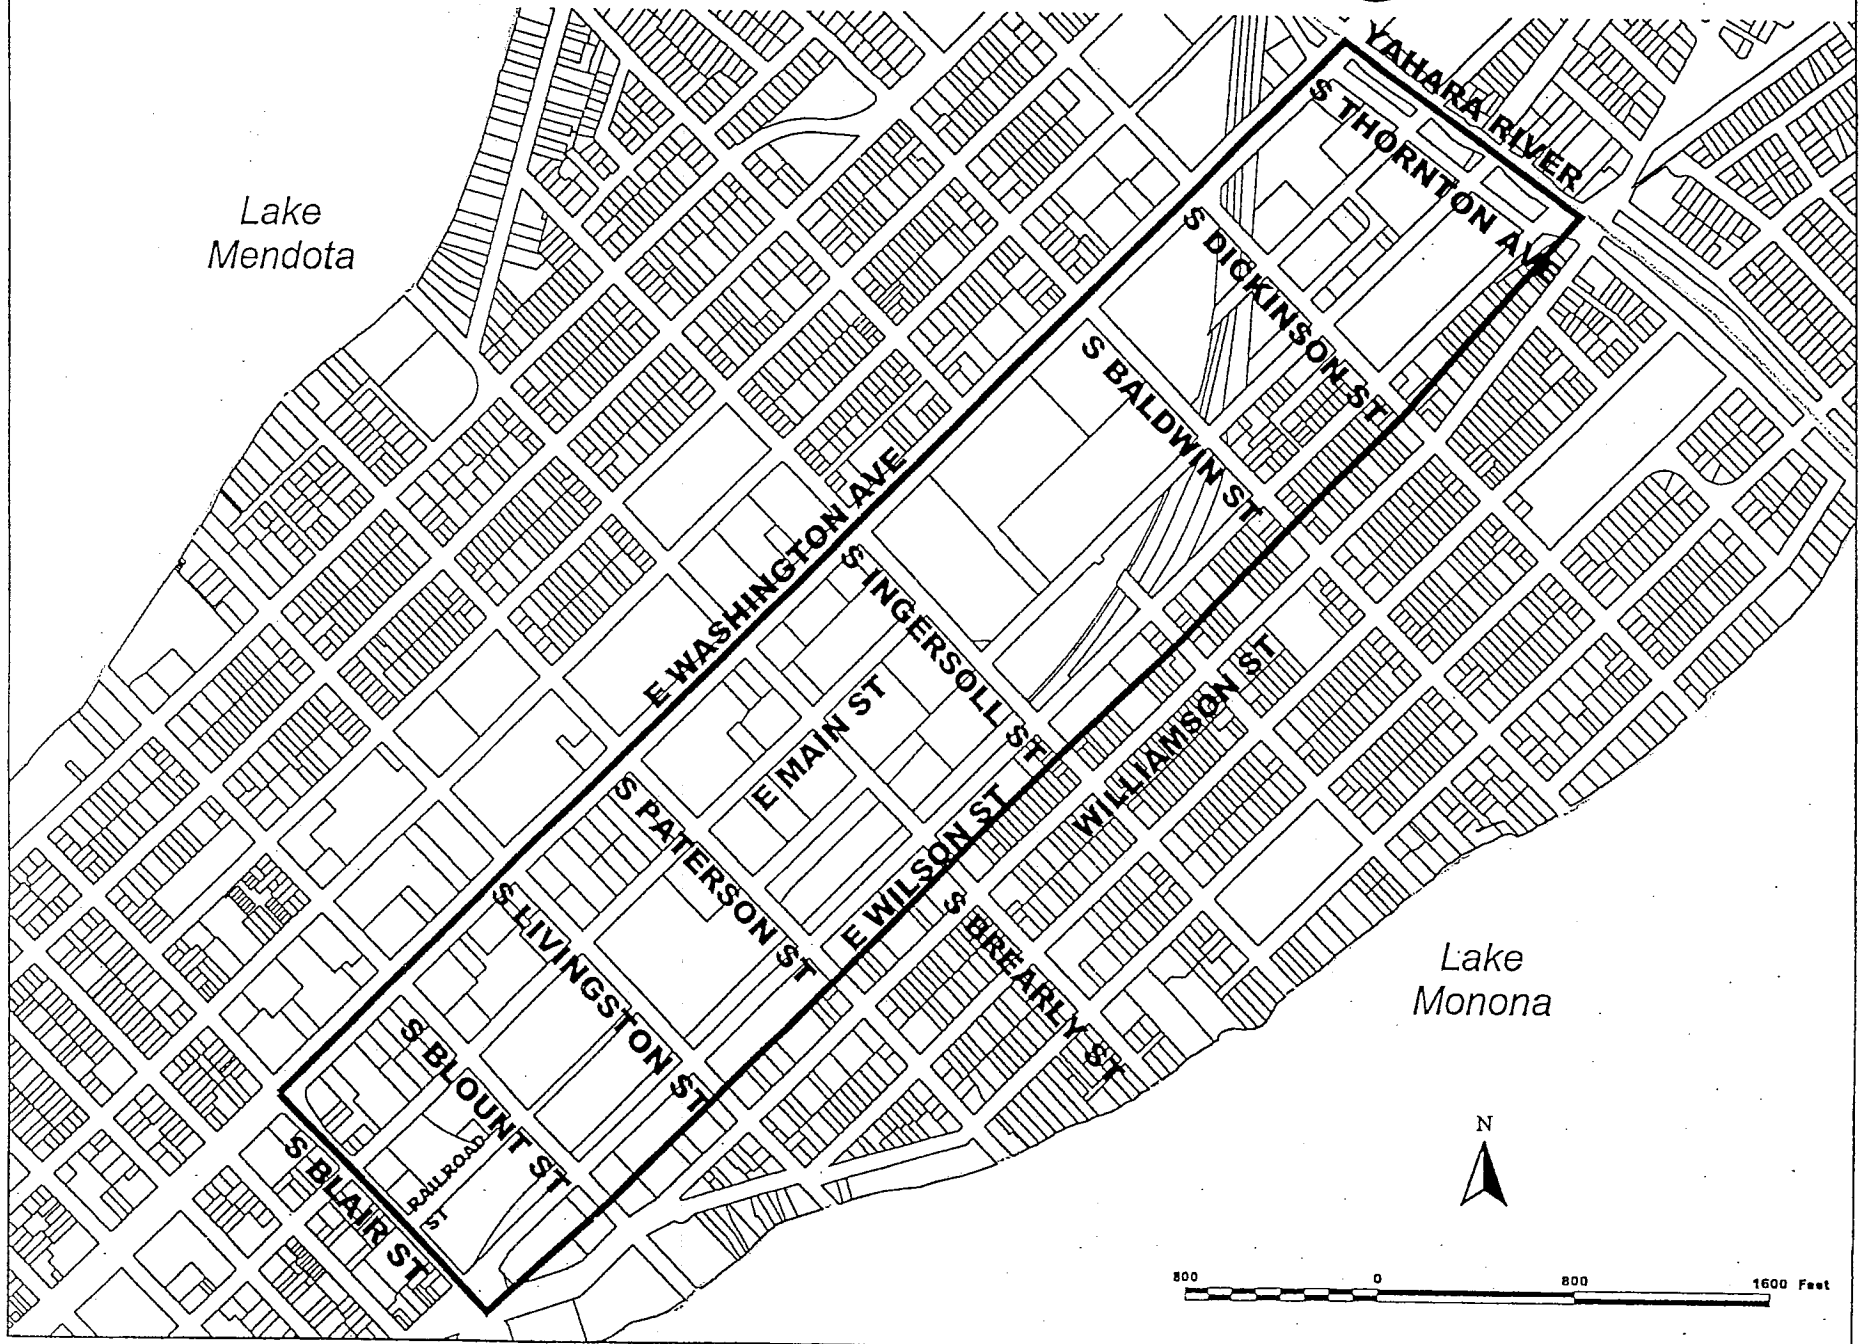 YAHARA RIVER
S THORNTON AVE
Lake
Mendota
S DICKINSON ST
S BALDWIN ST
E WASHINGTON AVE
S INGERSOLL ST
WILLIAMSON ST
E MAIN ST
S PATERSON ST
E WILSON ST
S LIVINGSTON ST
S BREARLY ST
Lake
Monona
S BLOUNT ST
RAILROAD
ST
S BLAIR ST
N
800 0 800 1600 Feet